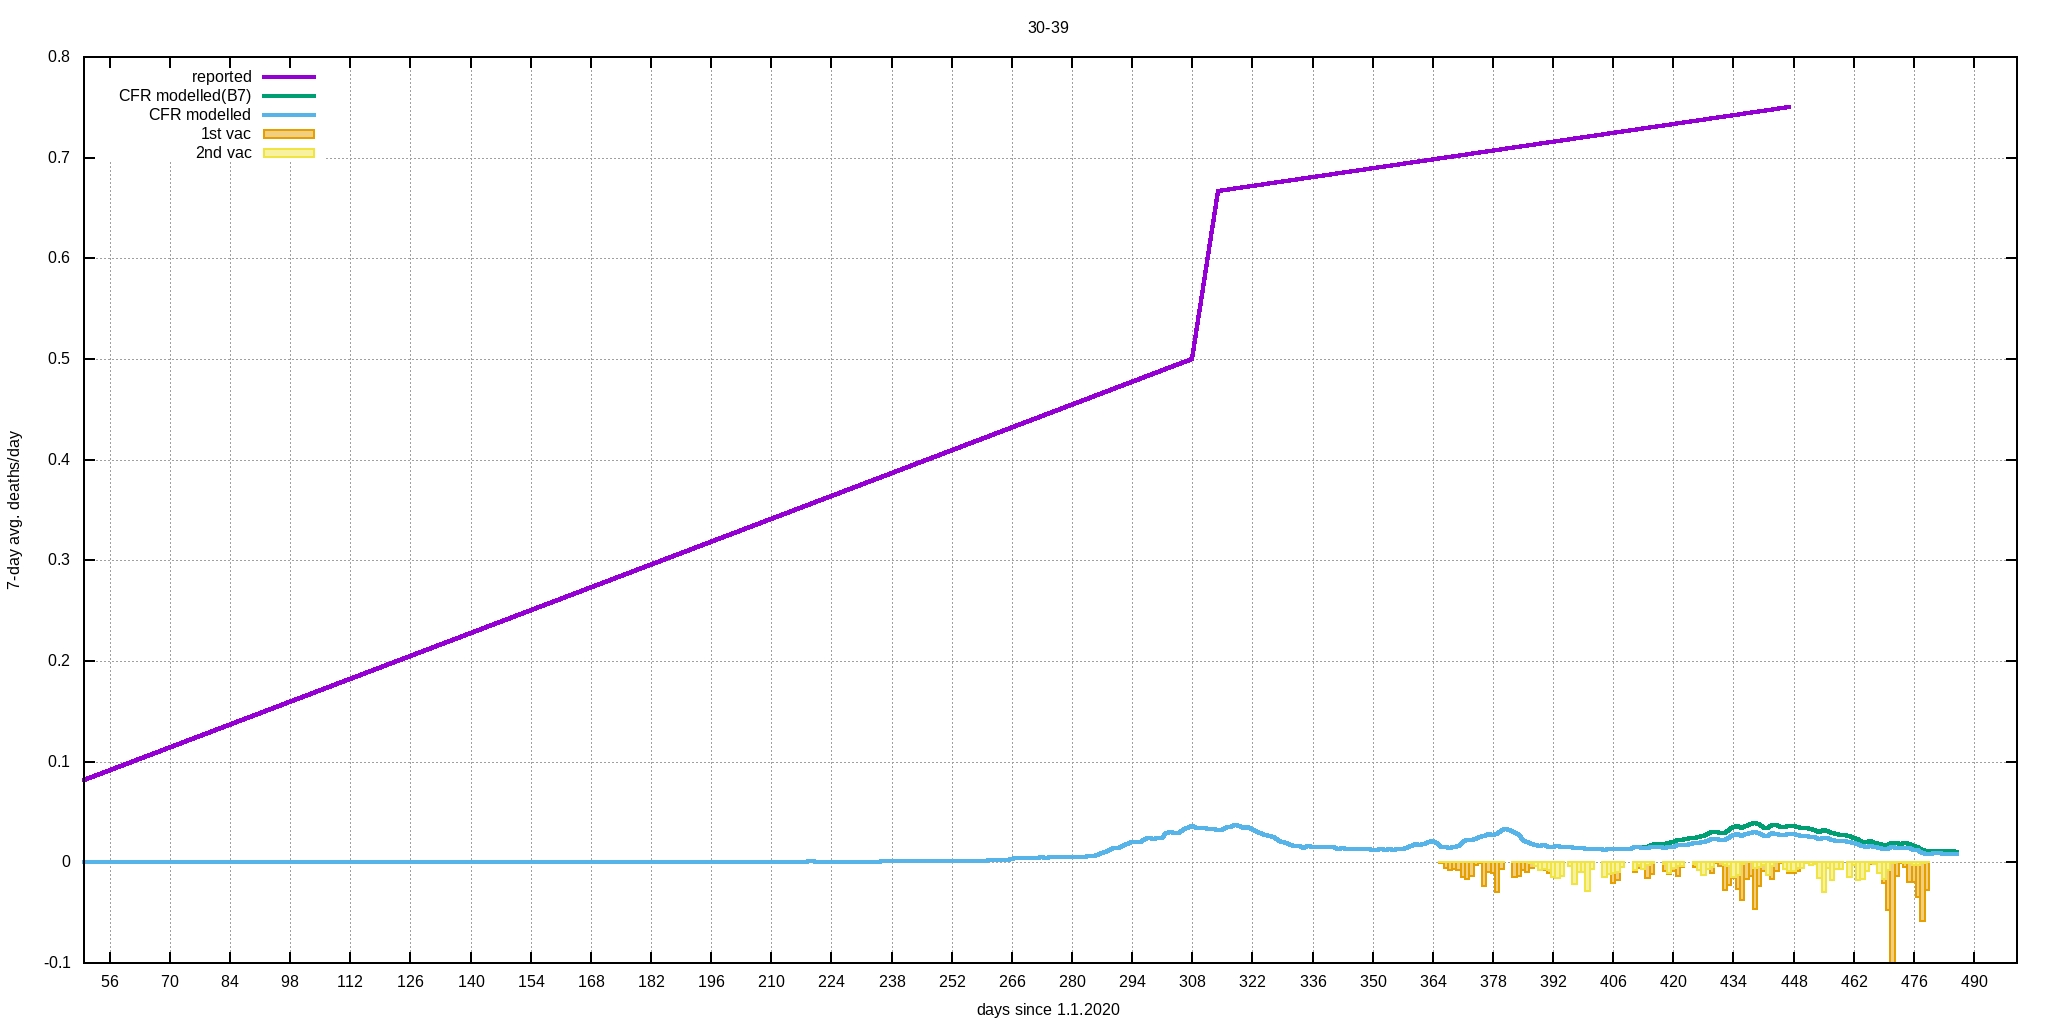 30-39
0.8
0.7
0.6
0.5
0.4
0.3
0.2
0.1
0
-0.1
7-day avg. deaths/day
reported
CFR modelled(B7)
CFR modelled
1st vac
2nd vac
56 70 84 98 112 126 140 154 168 182 196 210 224 238 252 266 280 294 308 322 336 350 364 378 392 406 420 434 448 462 476 490
days since 1.1.2020